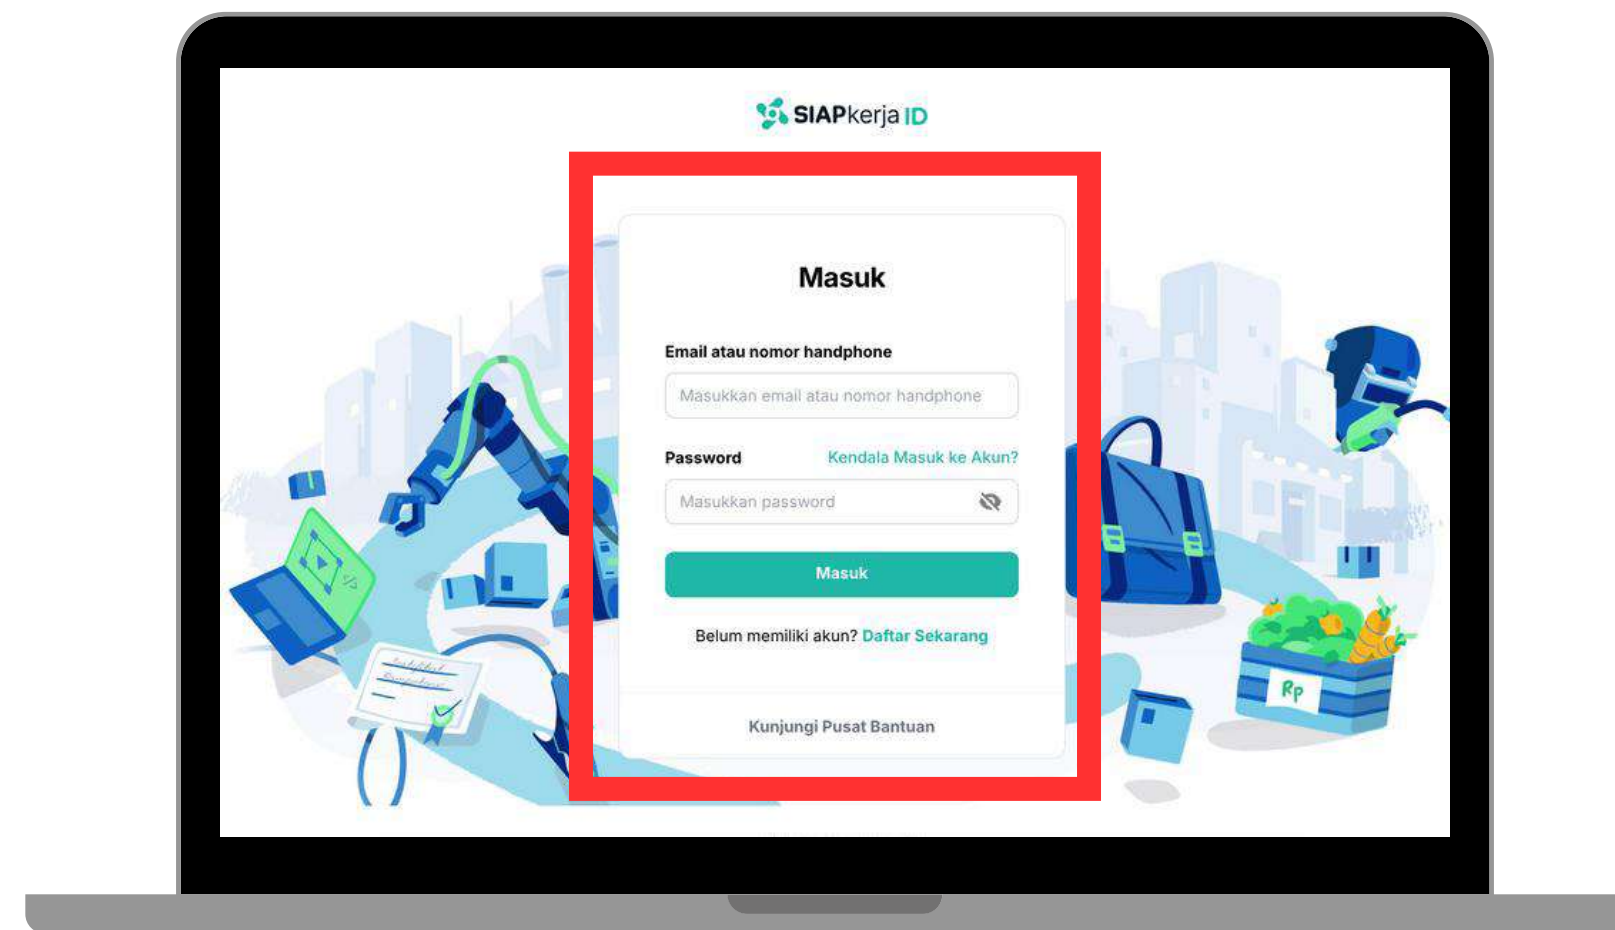 SIAPkerja ID
Masuk
Email atau nomor handphone
Masukkan email atau nomor handphone
Password Kendala Masuk ke Akun?
Masukkan password
Masuk
Belum memiliki akun? Daftar Sekarang
Kunjungi Pusat Bantuan
</>
Rp